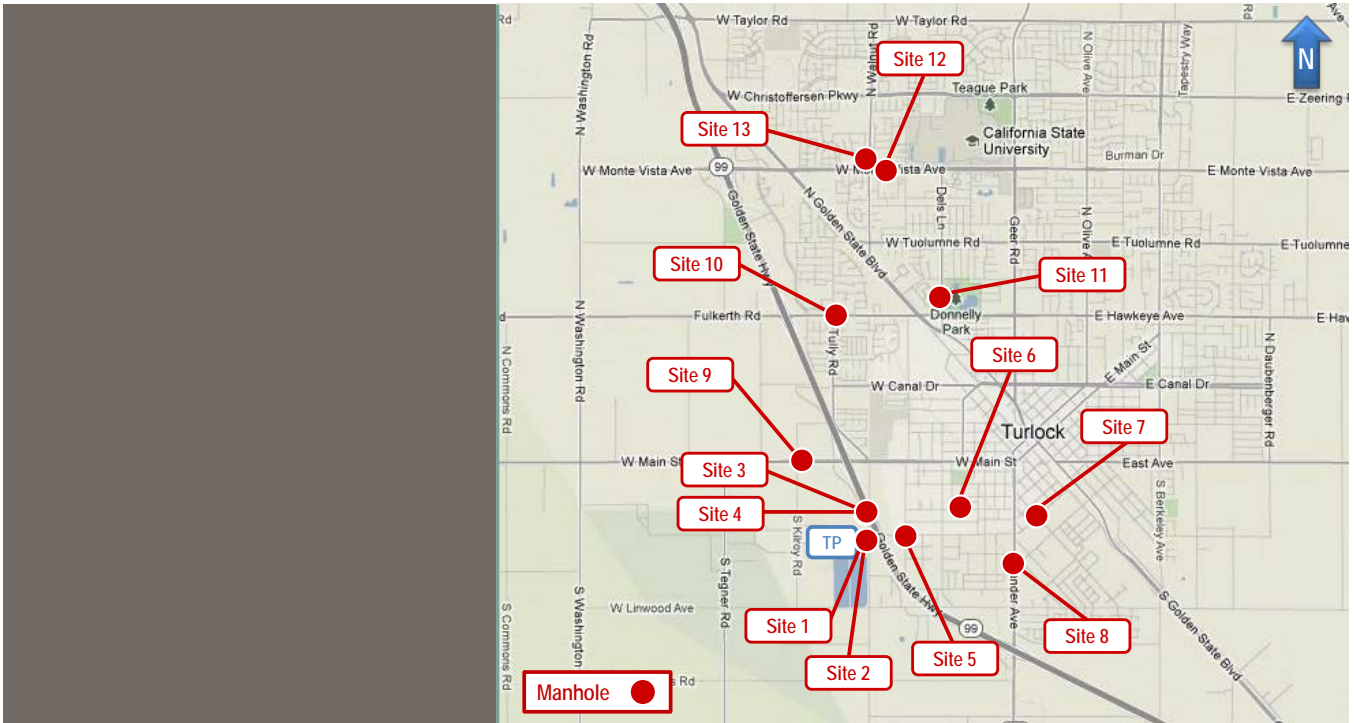 Rd
W Taylor Rd
W Taylor Rd
Rd
Ave
N
N Washington Rd
N Walnut Rd
Site 12
N Olive Ave
Tapestry Way
W Christoffersen Pkwy
Teague Park
E Zeering R
Site 13
California State
University
Burman Dr
99
W Monte Vista Ave
W Mo
Vista Ave
E Monte Vista Ave
Golden State Hwy
N Golden State Blvd
Dels Ln
Geer Rd
N Olive A
W Tuolumne Rd
E Tuolumne Rd
E Tuolumne
Site 10
Site 11
d
Fulkerth Rd
Donnelly
Park
E Hawkeye Ave
E Haw
N Commons Rd
N Washington Rd
Tully Rd
Site 6
E Main St
N Daubenberger Rd
Site 9
W Canal Dr
E Canal Dr
Turlock
Site 7
W Main S
W Main St
East Ave
Site 3
Site 4
S Kilroy Rd
S Berkeley Ave
TP
Golden State Hwy
S Commons Rd
S Washington
S Tegner Rd
W Linwood Ave
ander Ave
S Golden State Blvd
Site 1
99
Site 8
Site 2
Site 5
s Rd
Manhole